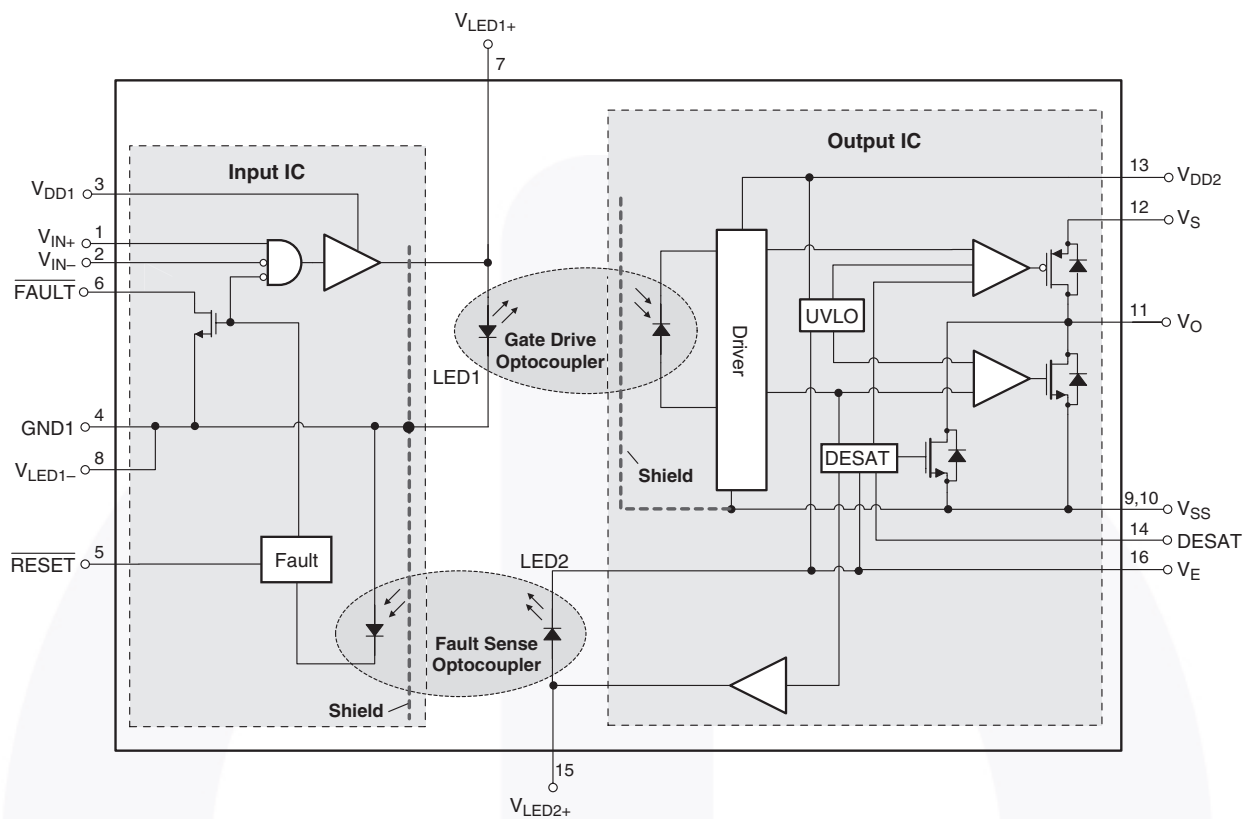 VLED1+
7
Input IC
Output IC
VDD1 3
13 VDD2
12 VS
VIN+ 1
VIN– 2
FAULT 6
Gate Drive
Optocoupler
LED1
Driver
UVLO
11 VO
GND1 4
VLED1– 8
DESAT
Shield
9,10 VSS
14 DESAT
16 VE
RESET 5
Fault
LED2
Fault Sense
Optocoupler
Shield
15
VLED2+